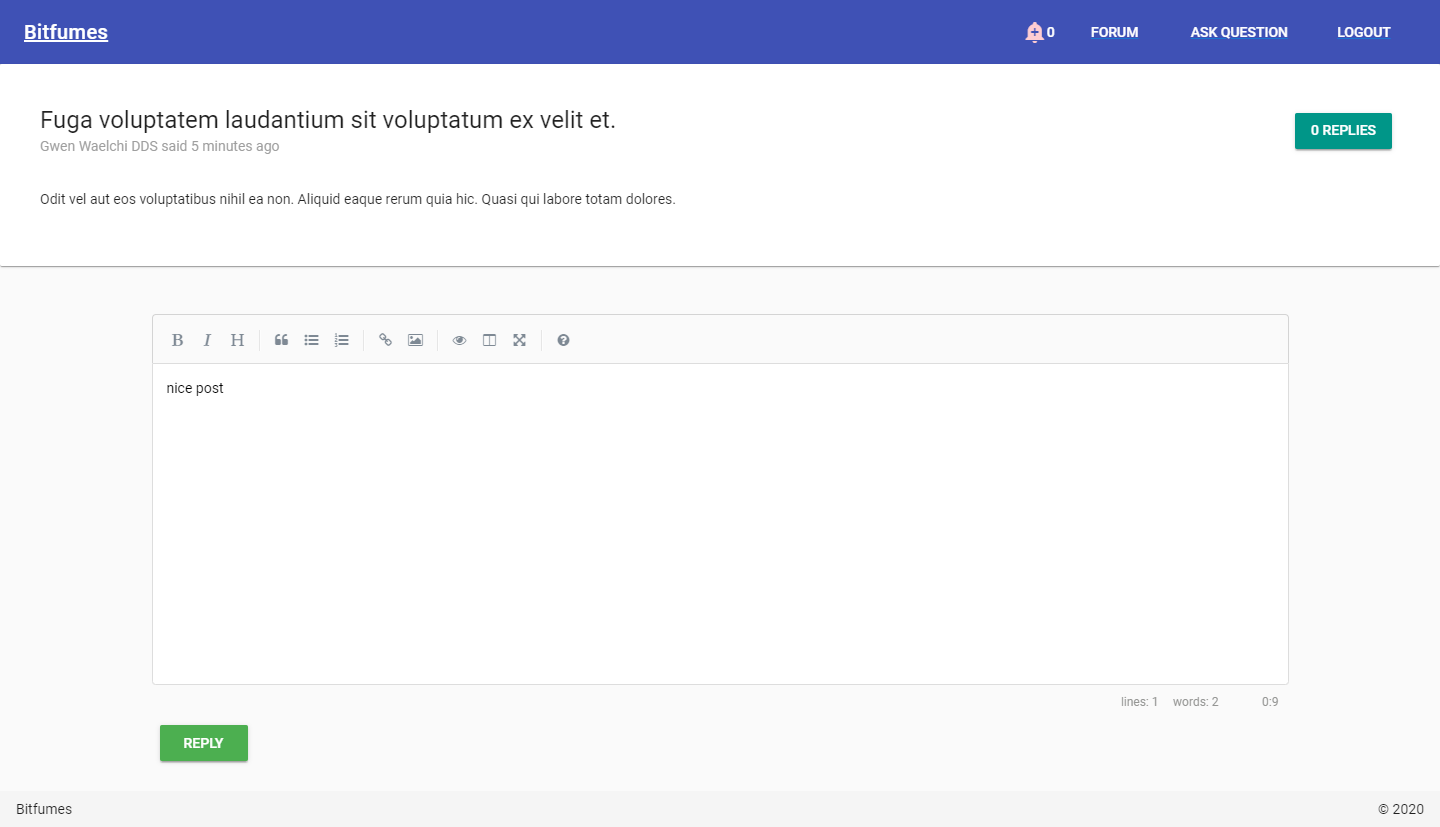 Bitfumes 0 FORUM ASK QUESTION LOGOUT
Fuga voluptatem laudantium sit voluptatum ex velit et.
0 REPLIES
Gwen Waelchi DDS said 5 minutes ago
Odit vel aut eos voluptatibus nihil ea non. Aliquid eaque rerum quia hic. Quasi qui labore totam dolores.
B I H
nice post
lines: 1 words: 2 0:9
REPLY
Bitfumes © 2020